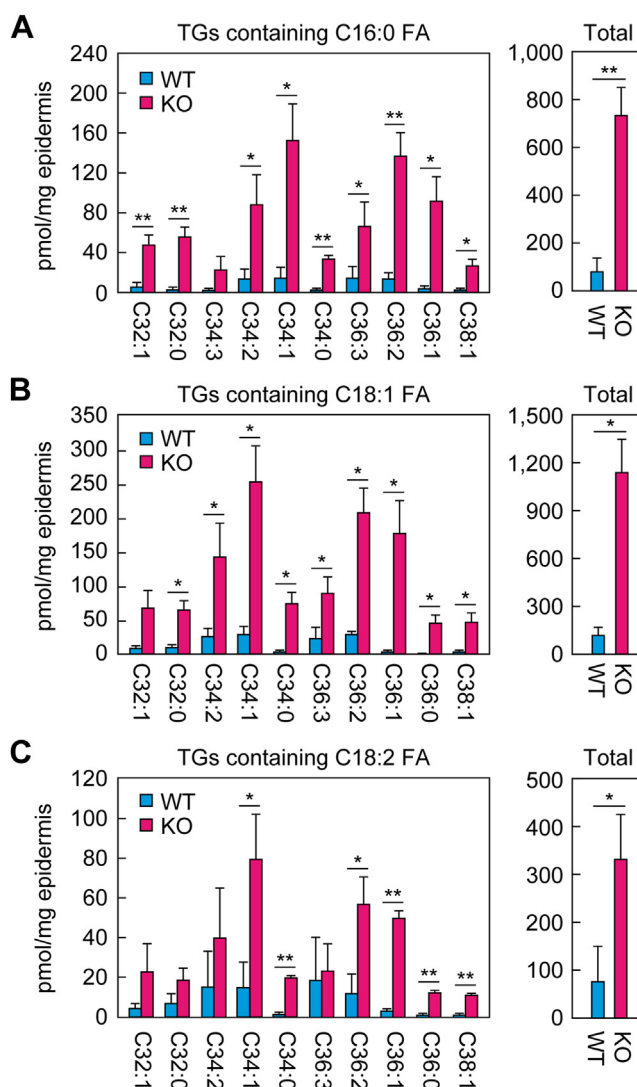 A
TGs containing C16:0 FA
Total
pmol/mg epidermis
240
200
160
120
80
40
0
WT
KO
**
**
*
*
**
*
**
*
*
C32:1
C32:0
C34:3
C34:2
C34:1
C34:0
C36:3
C36:2
C36:1
C38:1
1,000
800
600
400
200
0
**
WT
KO
B
TGs containing C18:1 FA
Total
pmol/mg epidermis
350
300
250
200
150
100
50
0
WT
KO
*
*
*
*
*
*
*
*
*
C32:1
C32:0
C34:2
C34:1
C34:0
C36:3
C36:2
C36:1
C36:0
C38:1
1,500
1,200
900
600
300
0
*
WT
KO
C
TGs containing C18:2 FA
Total
pmol/mg epidermis
120
100
80
60
40
20
0
WT
KO
*
**
*
**
**
**
C32:1
C32:0
C34:2
C34:1
C34:0
C36:3
C36:2
C36:1
C36:0
C38:1
500
400
300
200
100
0
*
WT
KO